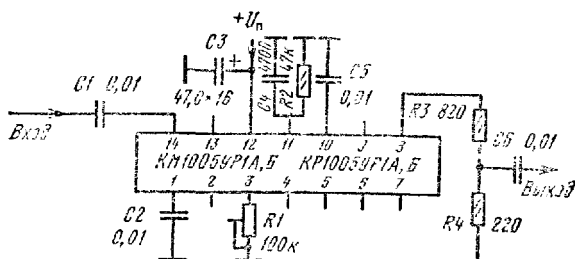 +Uп
C3
+
47,0×16
C4 4700
R2 47к
C5
0,01
C1 0,01
Вход
R3 820
C6 0,01
Выход
14 13 12 11 10 9 8
КМ1005УР1А,Б КР1005УР1А,Б
1 2 3 4 5 6 7
C2
0,01
R1
100к
R4 220